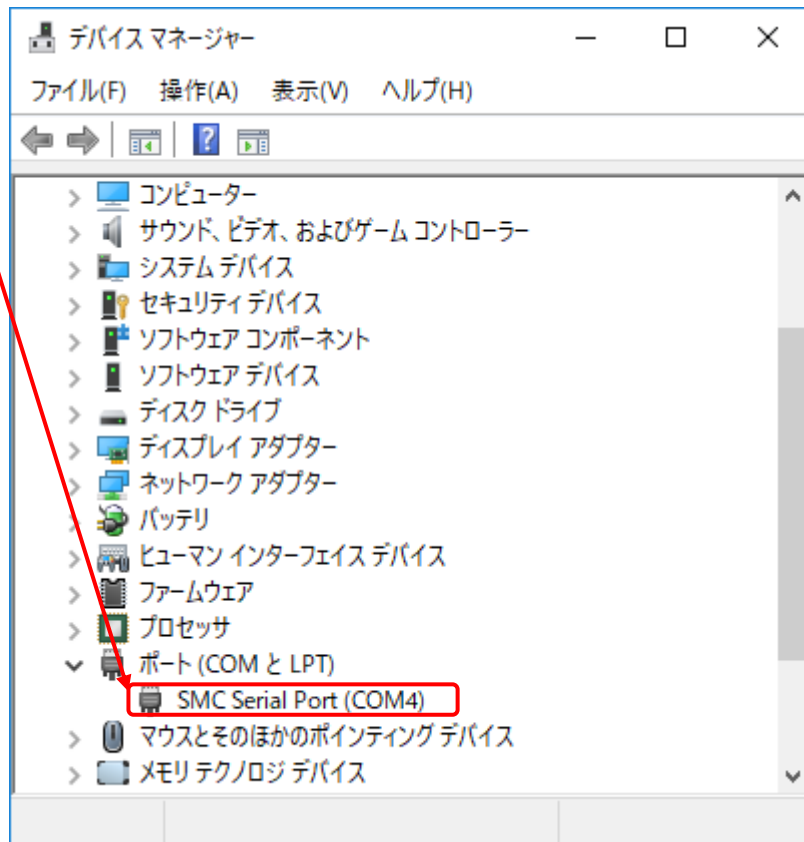 デバイス マネージャー
ファイル(F) 操作(A) 表示(V) ヘルプ(H)
コンピューター
サウンド、ビデオ、およびゲーム コントローラー
システム デバイス
セキュリティ デバイス
ソフトウェア コンポーネント
ソフトウェア デバイス
ディスク ドライブ
ディスプレイ アダプター
ネットワーク アダプター
バッテリ
ヒューマン インターフェイス デバイス
ファームウェア
プロセッサ
ポート (COM と LPT)
SMC Serial Port (COM4)
マウスとそのほかのポインティング デバイス
メモリ テクノロジ デバイス